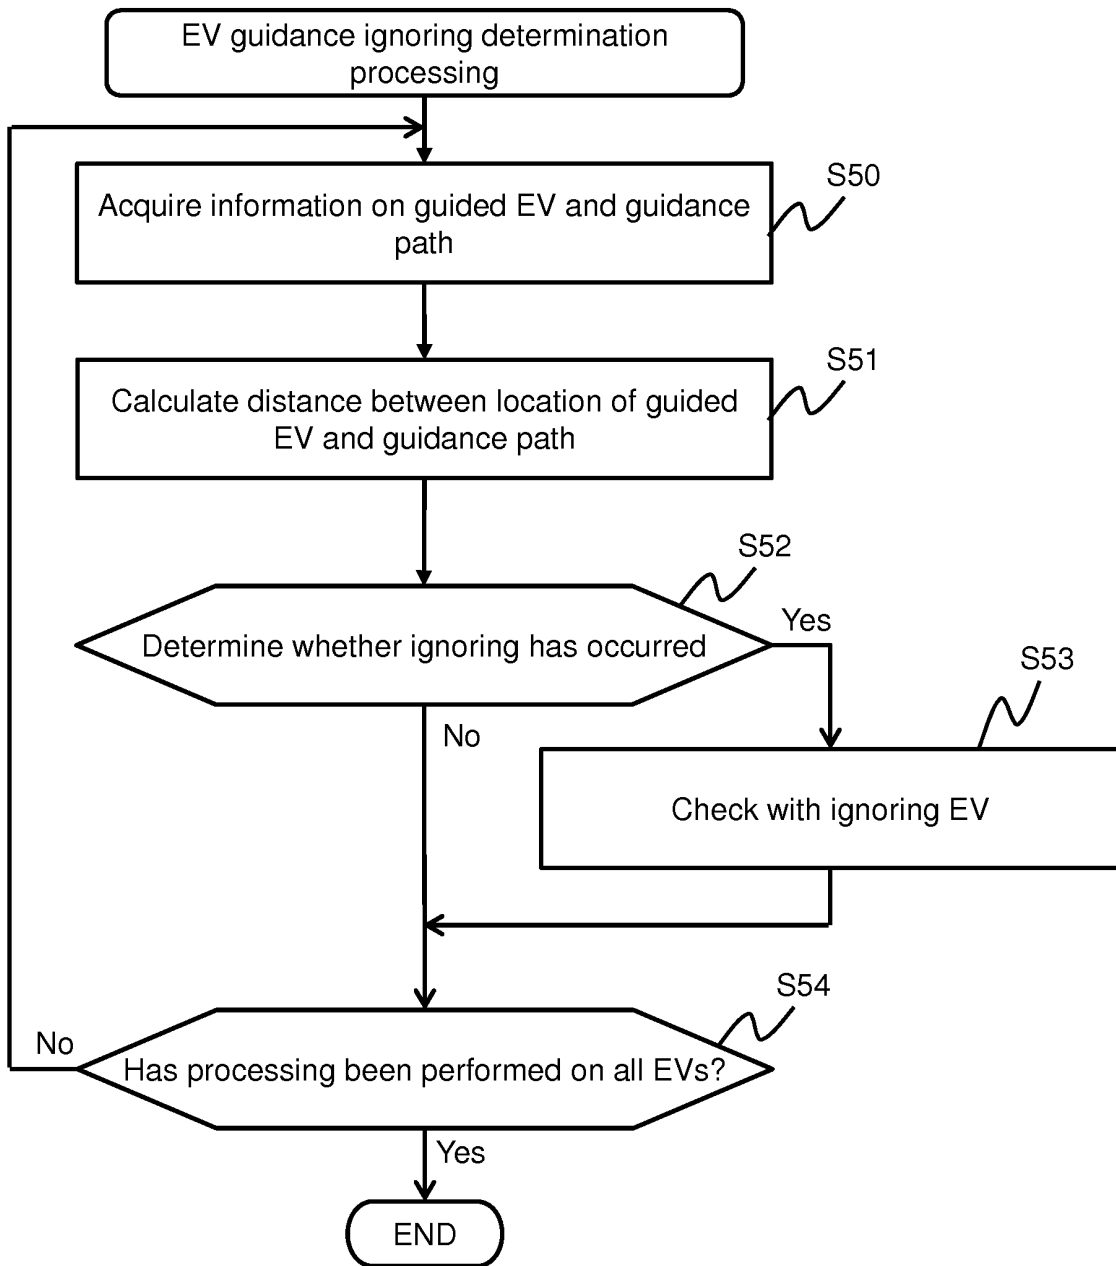 EV guidance ignoring determination
processing
S50
Acquire information on guided EV and guidance
path
S51
Calculate distance between location of guided
EV and guidance path
S52
Determine whether ignoring has occurred
Yes
No
S53
Check with ignoring EV
S54
No
Has processing been performed on all EVs?
Yes
END